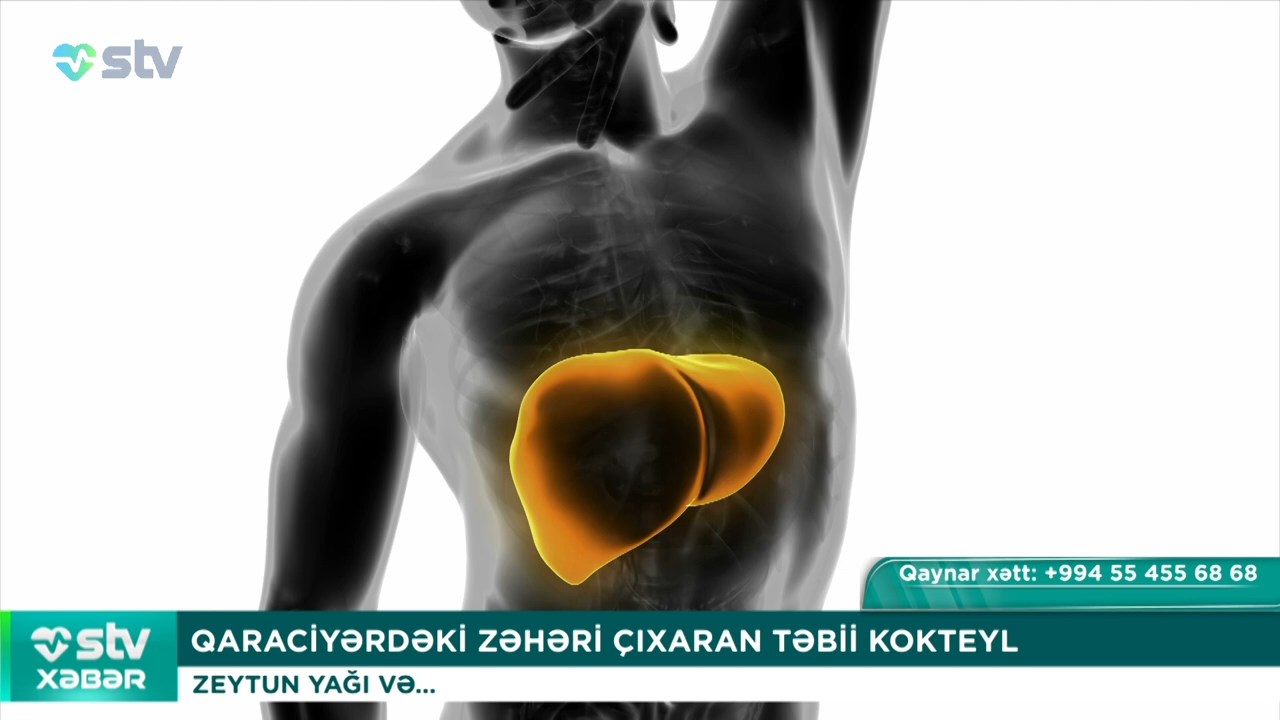 stv
Qaynar xətt: +994 55 455 68 68
stv
XƏBƏR
QARACİYƏRDƏKİ ZƏHƏRİ ÇIXARAN TƏBİİ KOKTEYL
ZEYTUN YAĞI VƏ...